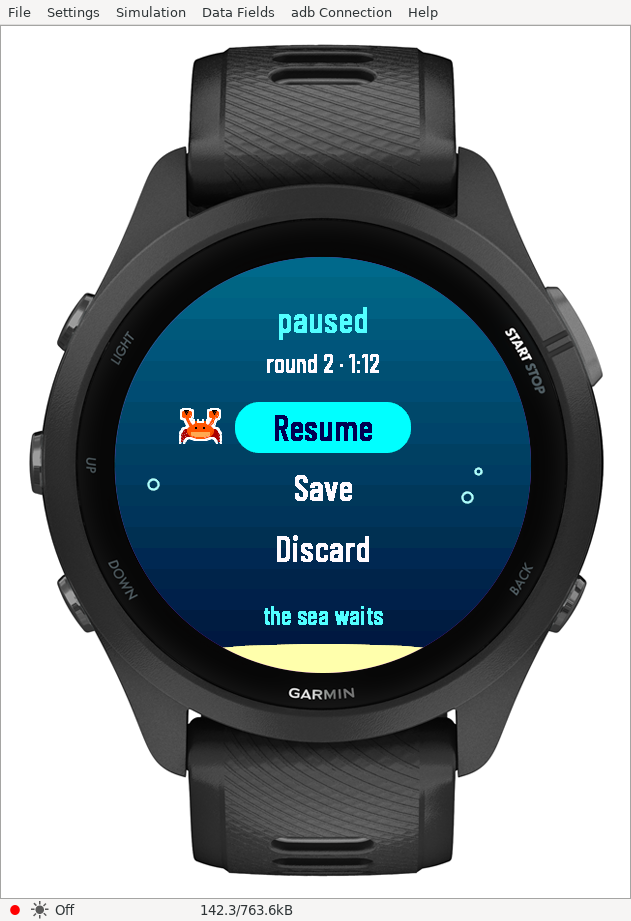 File Settings Simulation Data Fields adb Connection Help
paused
round 2 · 1:12
START STOP
LIGHT
Resume
UP
Save
Discard
DOWN
BACK
the sea waits
GARMIN
Off 142.3/763.6kB